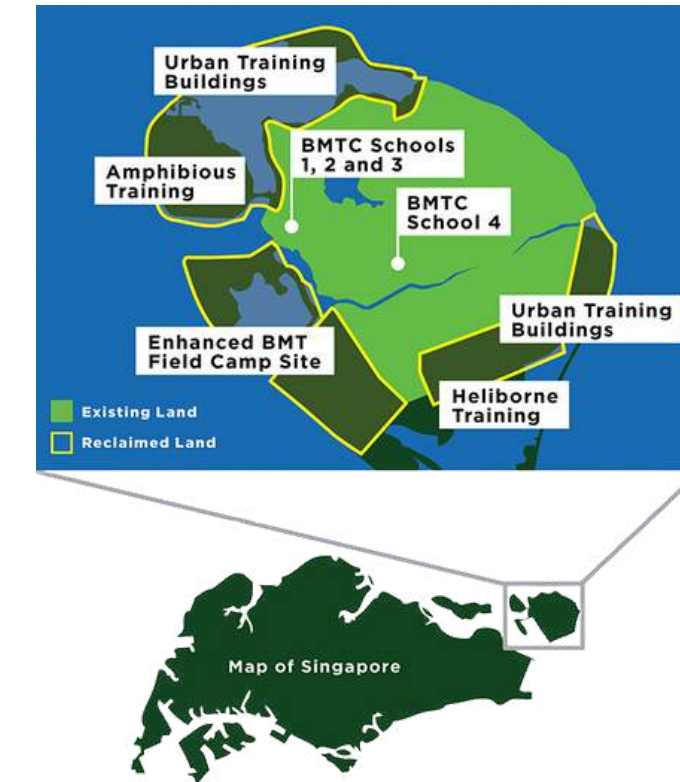 Urban Training
Buildings
BMTC Schools
1, 2 and 3
Amphibious
Training
BMTC
School 4
Urban Training
Buildings
Enhanced BMT
Field Camp Site
Heliborne
Training
Existing Land
Reclaimed Land
Map of Singapore